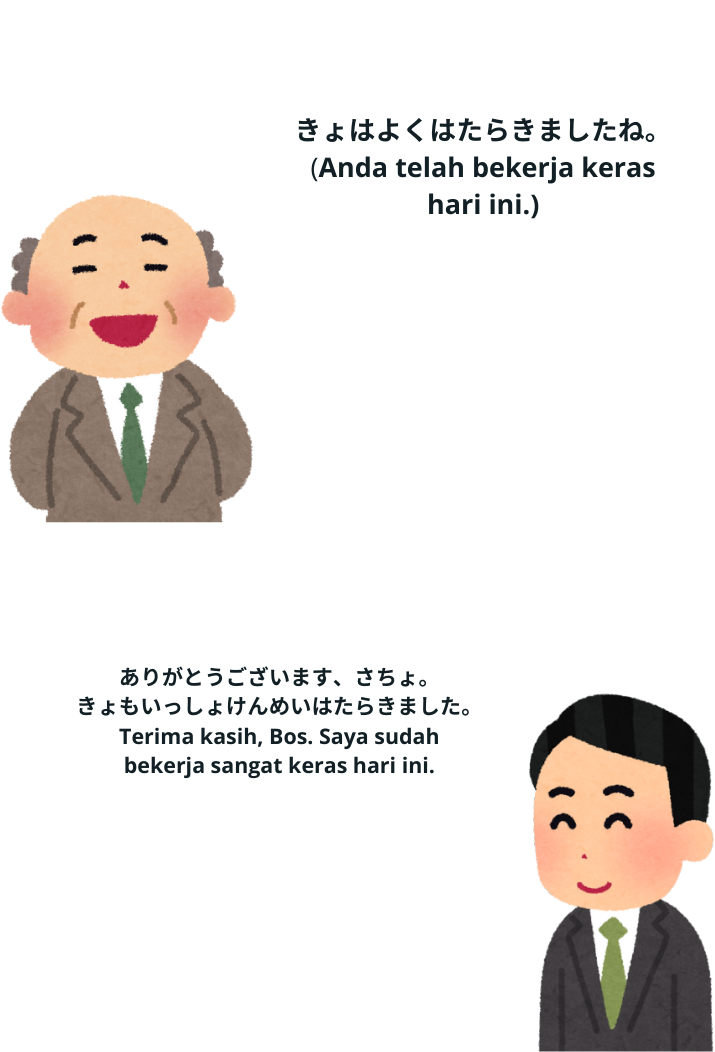 きょはよくはたらきましたね。
(Anda telah bekerja keras
hari ini.)
ありがとうございます、さちょ。
きょもいっしょけんめいはたらきました。
Terima kasih, Bos. Saya sudah
bekerja sangat keras hari ini.